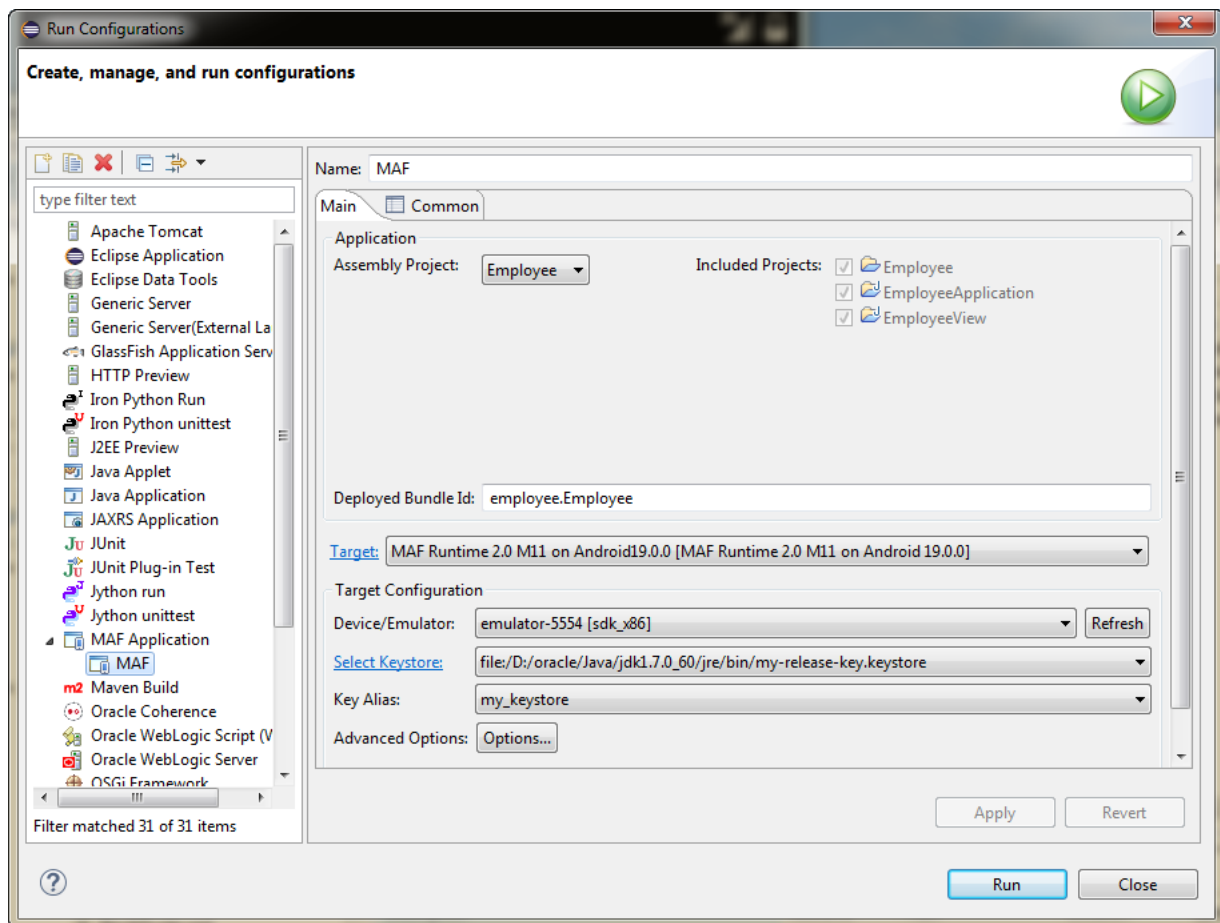 Run Configurations
Create, manage, and run configurations
type filter text
Apache Tomcat
Eclipse Application
Eclipse Data Tools
Generic Server
Generic Server(External La
GlassFish Application Serv
HTTP Preview
Iron Python Run
Iron Python unittest
J2EE Preview
Java Applet
Java Application
JAXRS Application
JUnit
JUnit Plug-in Test
Jython run
Jython unittest
MAF Application
MAF
Maven Build
Oracle Coherence
Oracle WebLogic Script (W
Oracle WebLogic Server
OSGi Framework
Filter matched 31 of 31 items
Name: MAF
Main Common
Application
Assembly Project: Employee Included Projects: Employee
EmployeeApplication
EmployeeView
Deployed Bundle Id: employee.Employee
Target: MAF Runtime 2.0 M11 on Android19.0.0 [MAF Runtime 2.0 M11 on Android 19.0.0]
Target Configuration
Device/Emulator: emulator-5554 [sdk_x86] Refresh
Select Keystore: file:/D:/oracle/Java/jdk1.7.0_60/jre/bin/my-release-key.keystore
Key Alias: my_keystore
Advanced Options: Options...
Apply Revert
Run Close